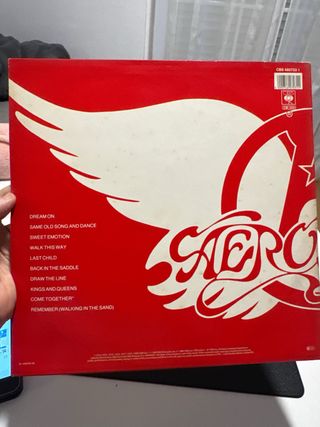 CBS 460703 1
CBS
DREAM ON
SAME OLD SONG AND DANCE
SWEET EMOTION
WALK THIS WAY
LAST CHILD
BACK IN THE SADDLE
DRAW THE LINE
KINGS AND QUEENS
COME TOGETHER*
REMEMBER (WALKING IN THE SAND)
AERO